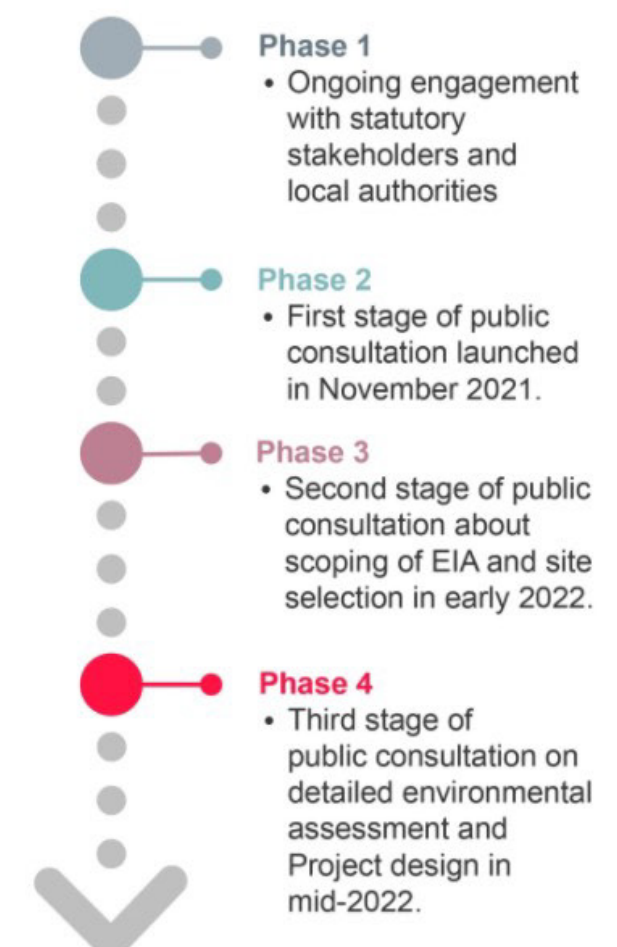 Phase 1
• Ongoing engagement
with statutory
stakeholders and
local authorities
Phase 2
• First stage of public
consultation launched
in November 2021.
Phase 3
• Second stage of public
consultation about
scoping of EIA and site
selection in early 2022.
Phase 4
• Third stage of
public consultation on
detailed environmental
assessment and
Project design in
mid-2022.